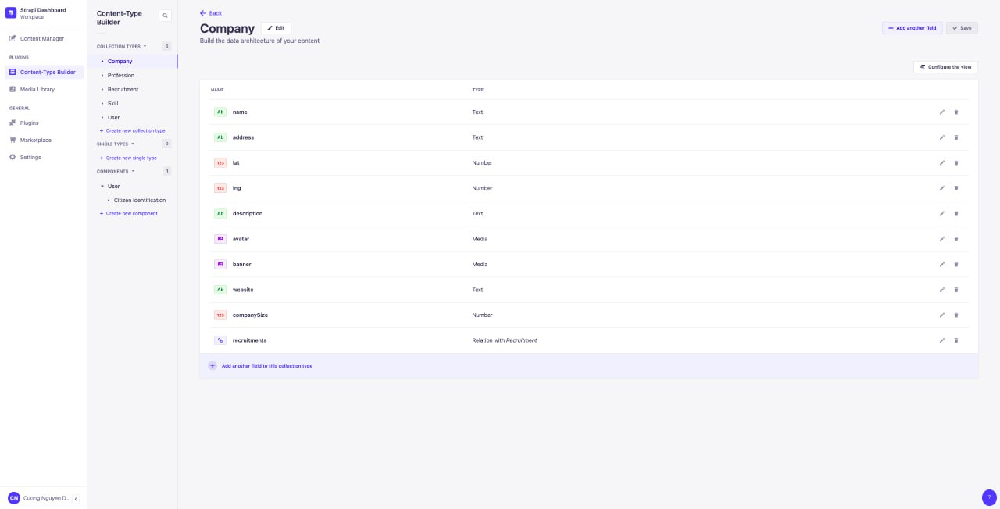 Strapi Dashboard
Workplace
Content Manager
PLUGINS
Content-Type Builder
Media Library
GENERAL
Plugins
Marketplace
Settings
CN Cuong Nguyen D...
Content-Type
Builder
COLLECTION TYPES 5
Company
Profession
Recruitment
Skill
User
+ Create new collection type
SINGLE TYPES 0
+ Create new single type
COMPONENTS 1
User
Citizen Identification
+ Create new component
Back
Company Edit
Build the data architecture of your content
+ Add another field
Save
Configure the view
NAME TYPE
Ab name Text
Ab address Text
123 lat Number
123 lng Number
Ab description Text
avatar Media
banner Media
Ab website Text
123 companySize Number
recruitments Relation with Recruitment
+ Add another field to this collection type
?